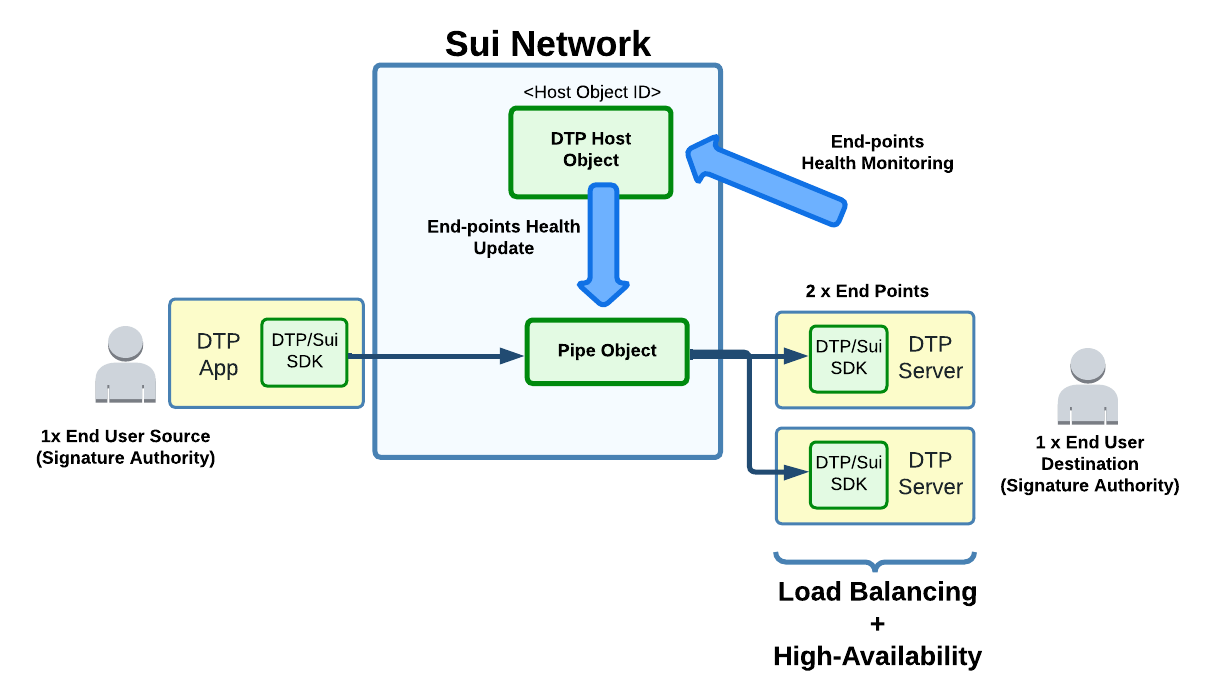 Sui Network
<Host Object ID>
DTP Host
Object
End-points
Health Monitoring
End-points Health
Update
2 x End Points
DTP
App
DTP/Sui
SDK
Pipe Object
DTP/Sui
SDK
DTP
Server
1x End User Source
(Signature Authority)
DTP/Sui
SDK
DTP
Server
1 x End User
Destination
(Signature Authority)
Load Balancing
+
High-Availability